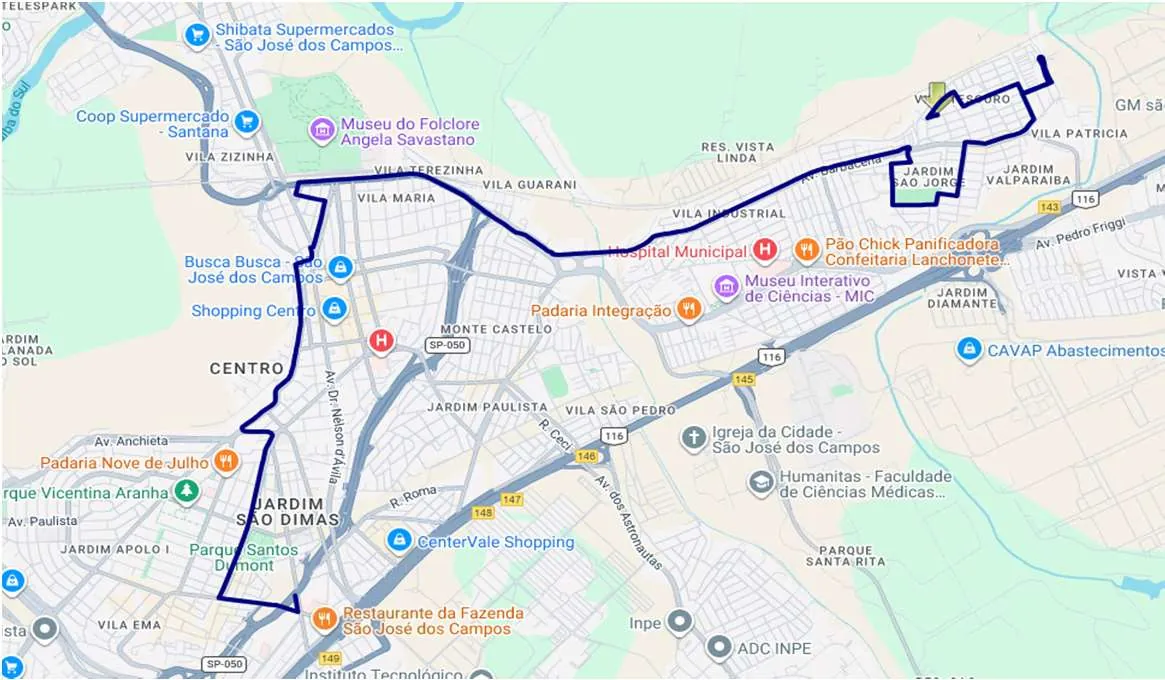 TELESPARK
Shibata Supermercados
- São José dos Campos...
Coop Supermercado
- Santana
Museu do Folclore
Angela Savastano
VILA TESOURO
GM são
VILA PATRICIA
VILA ZIZINHA
VILA TEREZINHA
RES. VISTA
LINDA
Av. Barbacena
JARDIM
SÃO JORGE
JARDIM
VALPARAIBA
VILA GUARANI
VILA MARIA
116
143
VILA INDUSTRIAL
Av. Pedro Friggi
Hospital Municipal
H
Pão Chick Panificadora
Confeitaria Lanchonete...
Busca Busca - São
José dos Campos
Museu Interativo
de Ciências - MIC
VISTA
JARDIM
DIAMANTE
Shopping Centro
Padaria Integração
MONTE CASTELO
H
SP-050
116
CAVAP Abastecimentos
CENTRO
Av. Dr. Nelson d'Ávila
145
JARDIM PAULISTA
VILA SÃO PEDRO
R. Ceci
116
Av. Anchieta
Igreja da Cidade -
São José dos Campos
146
Padaria Nove de Julho
Humanitas - Faculdade
de Ciências Médicas...
arque Vicentina Aranha
R. Roma
147
148
Av. dos Astronautas
JARDIM
SÃO DIMAS
Av. Paulista
CenterVale Shopping
JARDIM APOLO I
Parque Santos
Dumont
PARQUE
SANTA RITA
Restaurante da Fazenda
São José dos Campos
VILA EMA
Inpe
ADC INPE
SP-050
149
Instituto Tecnológico